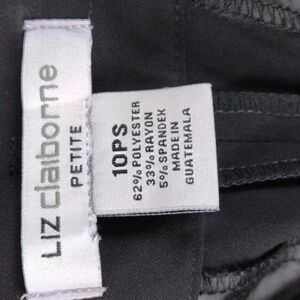 LIZ claiborne
PETITE
10PS
62% POLYESTER
33% RAYON
5% SPANDEX
MADE IN
GUATEMALA